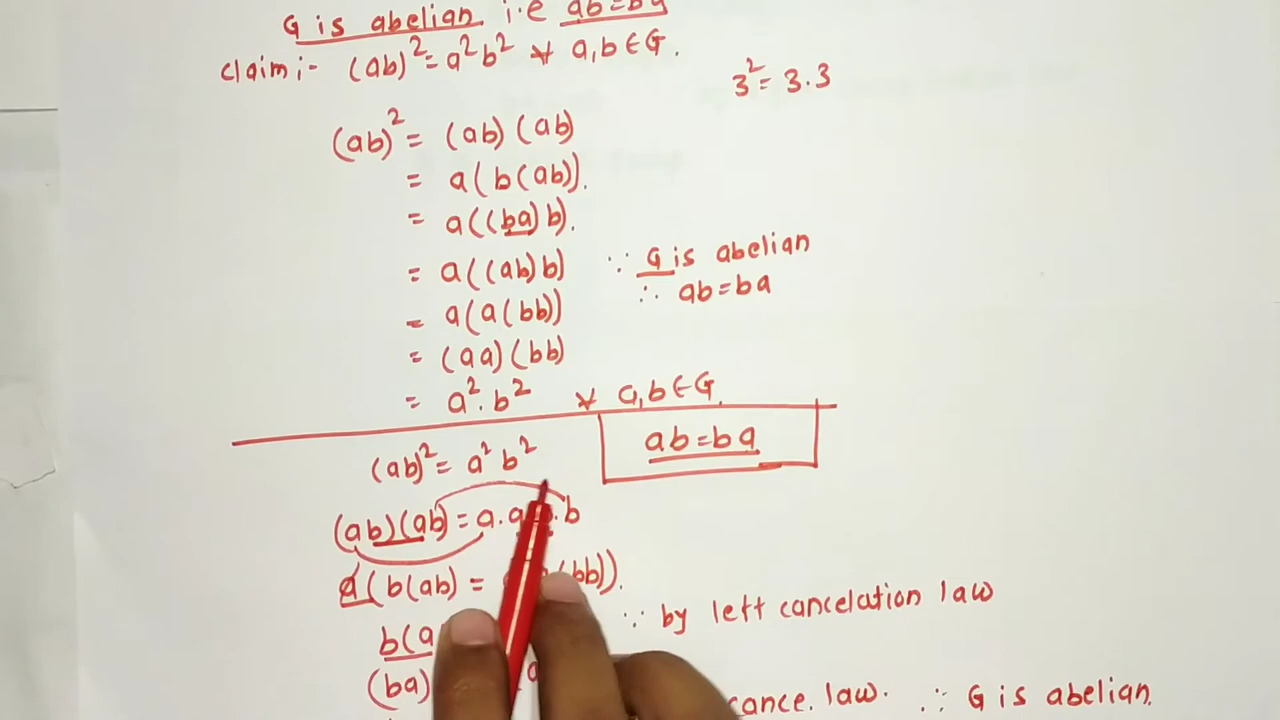 G is abelian i.e ab=ba
claim:- (ab)²=a²b² ∀ a,b∈G.
3²=3.3
(ab)² = (ab)(ab)
= a(b(ab)).
= a((ba)b).
= a((ab)b) ∵ G is abelian
∴ ab=ba
= a(a(bb))
= (aa)(bb)
= a².b² ∀ a,b∈G.
(ab)²=a²b² ab=ba
(ab)(ab)=a.a .b
a(b(ab) = (bb)).
∵ by left cancelation law
b(a
(ba)
cance. law. ∴ G is abelian